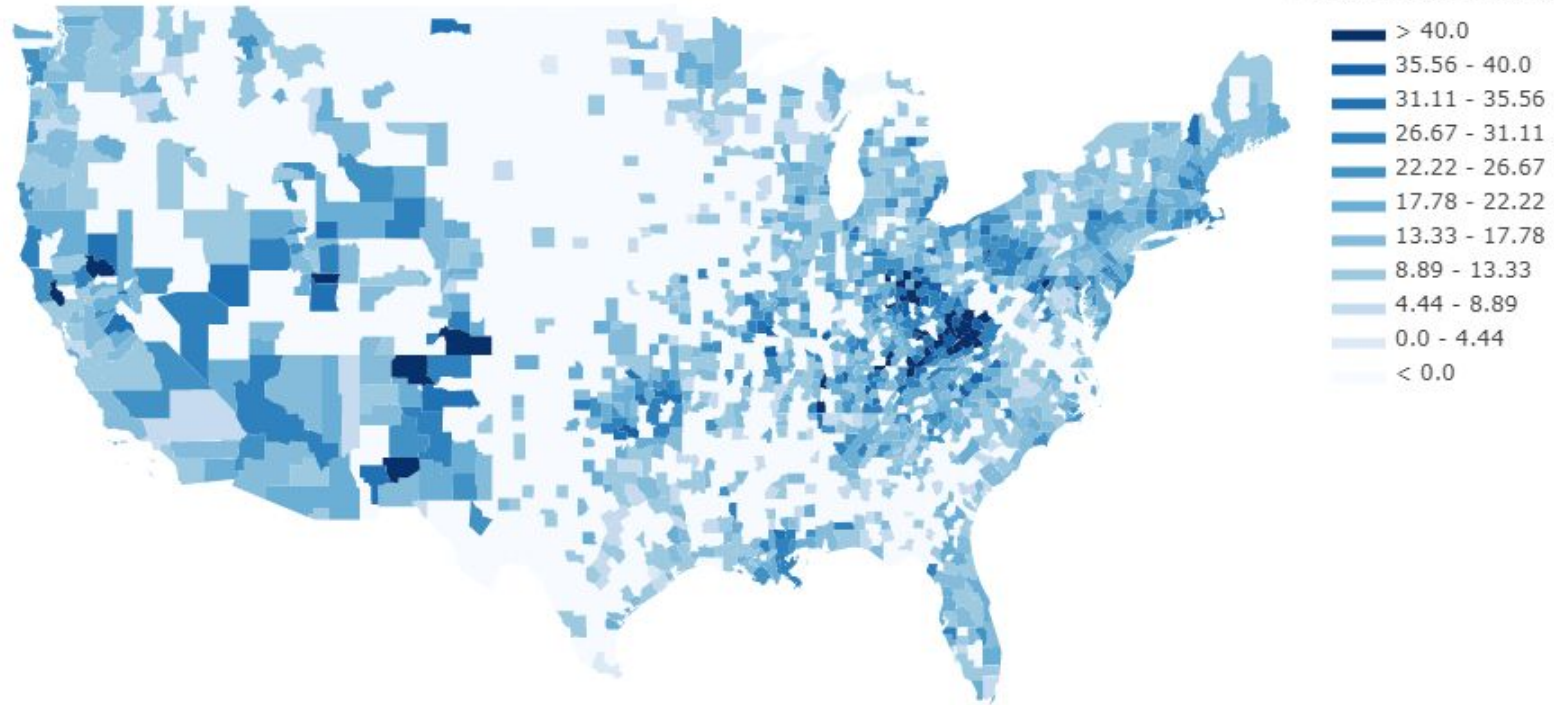 > 40.0
35.56 - 40.0
31.11 - 35.56
26.67 - 31.11
22.22 - 26.67
17.78 - 22.22
13.33 - 17.78
8.89 - 13.33
4.44 - 8.89
0.0 - 4.44
< 0.0